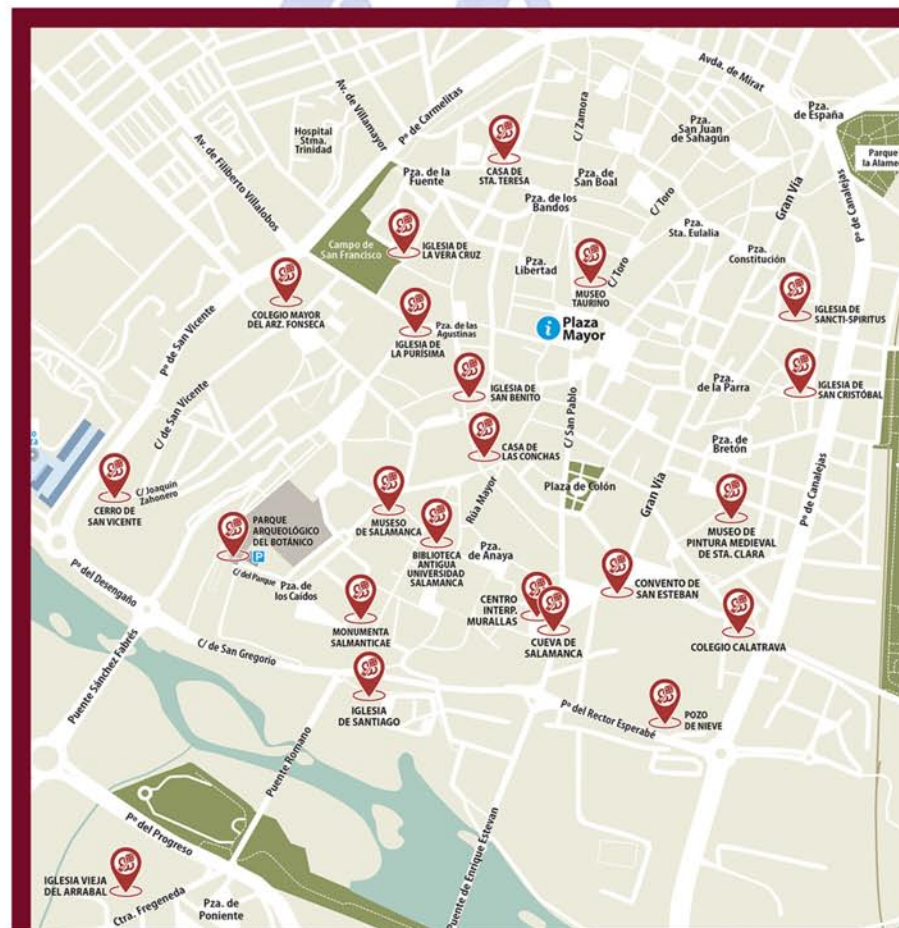 Avda. de Mirat
Av. de Villamayor
Pº de Carmelitas
C/ Zamora
Pza.
de España
Pza.
San Juan
de Sahagún
Hospital
Stma.
Trinidad
Av. de Filiberto Villalobos
Parque
la Alame
CASA DE
STA. TERESA
Pza. de la
Fuente
Pza. de
San Boal
Pza. de los
Bandos
C/ Toro
Gran Vía
Pº de Canalejas
Pza.
Sta. Eulalia
Campo de
San Francisco
IGLESIA DE
LA VERA CRUZ
Pza.
Libertad
C/ Toro
Pza.
Constitución
MUSEO
TAURINO
COLEGIO MAYOR
DEL ARZ. FONSECA
IGLESIA DE
SANCTI-SPIRITUS
Pº de San Vicente
Pza. de las
Agustinas
IGLESIA DE
LA PURÍSIMA
i
Plaza
Mayor
IGLESIA DE
SAN BENITO
Pza.
de la Parra
IGLESIA DE
SAN CRISTÓBAL
C/ de San Vicente
C/ San Pablo
CASA DE
LAS CONCHAS
Pza. de
Bretón
C/ Joaquín
Zahonero
CERRO DE
SAN VICENTE
Rúa Mayor
Plaza de Colón
Gran Vía
Pº de Canalejas
MUSESO
DE SALAMANCA
PARQUE
ARQUEOLÓGICO
DEL BOTÁNICO
P
MUSEO DE
PINTURA MEDIEVAL
DE STA. CLARA
BIBLIOTECA
ANTIGUA
UNIVERSIDAD
SALAMANCA
Pza.
de Anaya
C/ del Parque
Pza. de
los Caídos
Pº del Desengaño
CONVENTO DE
SAN ESTEBAN
CENTRO
INTERP.
MURALLAS
MONUMENTA
SALMANTICAE
CUEVA DE
SALAMANCA
COLEGIO CALATRAVA
C/ de San Gregorio
Puente Sánchez Fabrés
IGLESIA
DE SANTIAGO
Pº del Rector Esperabé
POZO
DE NIEVE
Puente Romano
Puente de Enrique Estevan
Pº del Progreso
IGLESIA VIEJA
DEL ARRABAL
Ctra. Fregeneda
Pza. de
Poniente